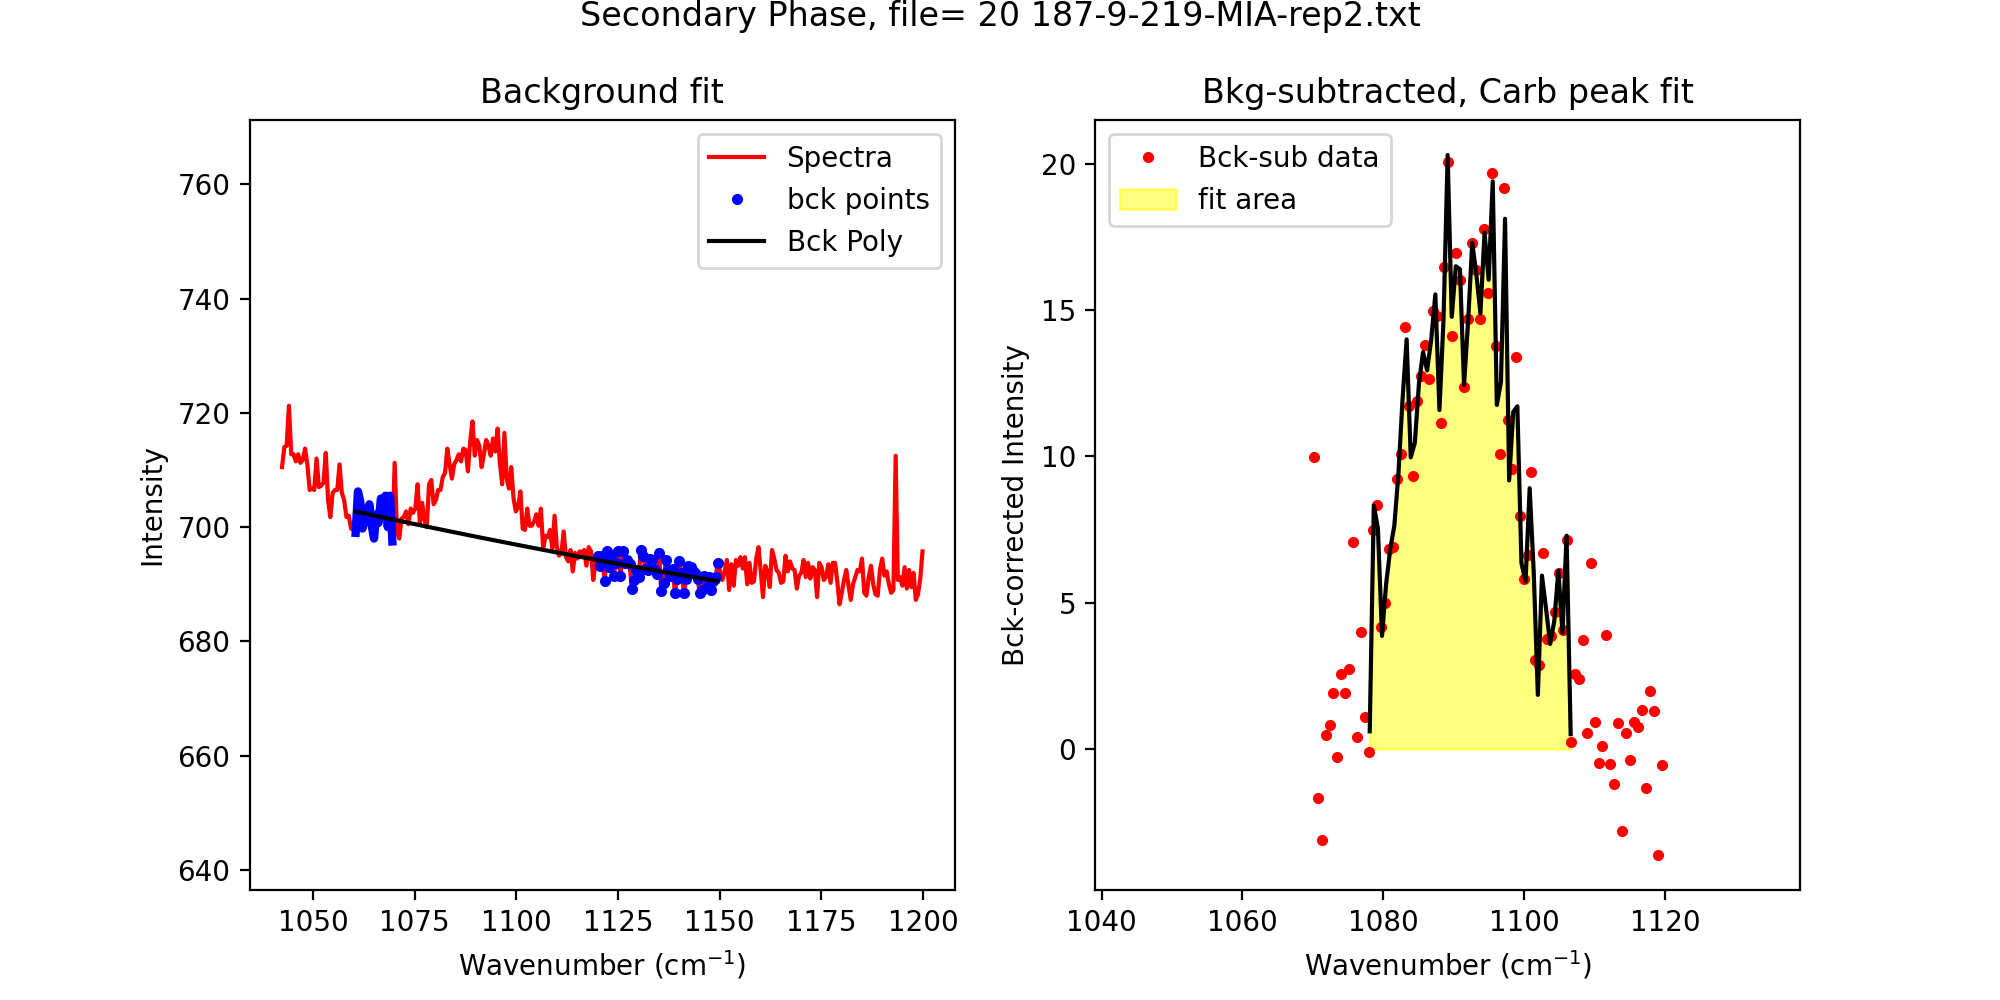 Secondary Phase, file= 20 187-9-219-MIA-rep2.txt
Background fit
Spectra
bck points
Bck Poly
760
740
720
700
680
660
640
Intensity
1050 1075 1100 1125 1150 1175 1200
Wavenumber (cm⁻¹)
Bkg-subtracted, Carb peak fit
Bck-sub data
fit area
20
15
10
5
0
Bck-corrected Intensity
1040 1060 1080 1100 1120
Wavenumber (cm⁻¹)